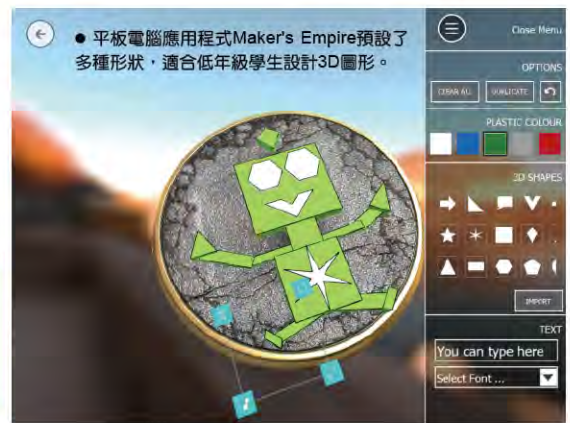 ● 平板電腦應用程式Maker's Empire預設了
多種形狀，適合低年級學生設計3D圖形。
Close Menu
OPTIONS
CLEAR ALL
DUPLICATE
PLASTIC COLOUR
3D SHAPES
IMPORT
TEXT
You can type here
Select Font ...